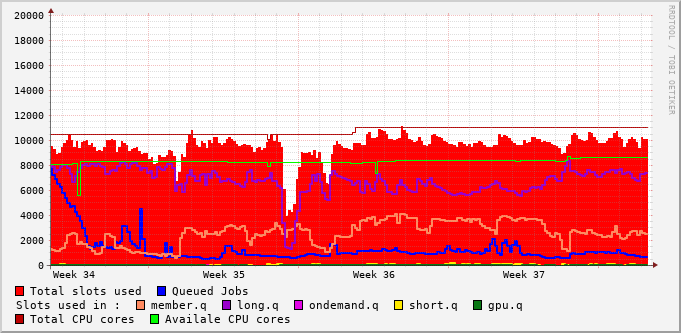 20000
18000
16000
14000
12000
10000
8000
6000
4000
2000
0
Week 34 Week 35 Week 36 Week 37
RRDTOOL / TOBI OETIKER
Total slots used Queued Jobs
Slots used in : member.q long.q ondemand.q short.q gpu.q
Total CPU cores Availale CPU cores